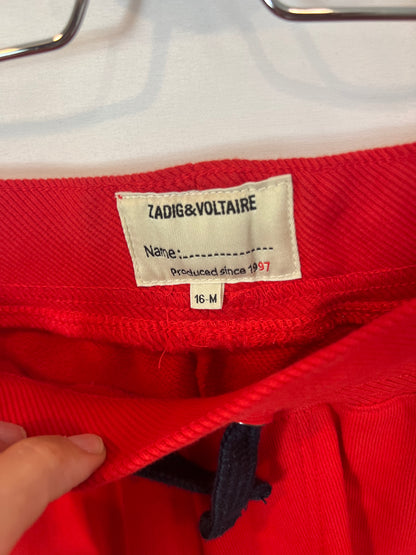 ZADIG&VOLTAIRE
Name:
Produced since 1997
16-M